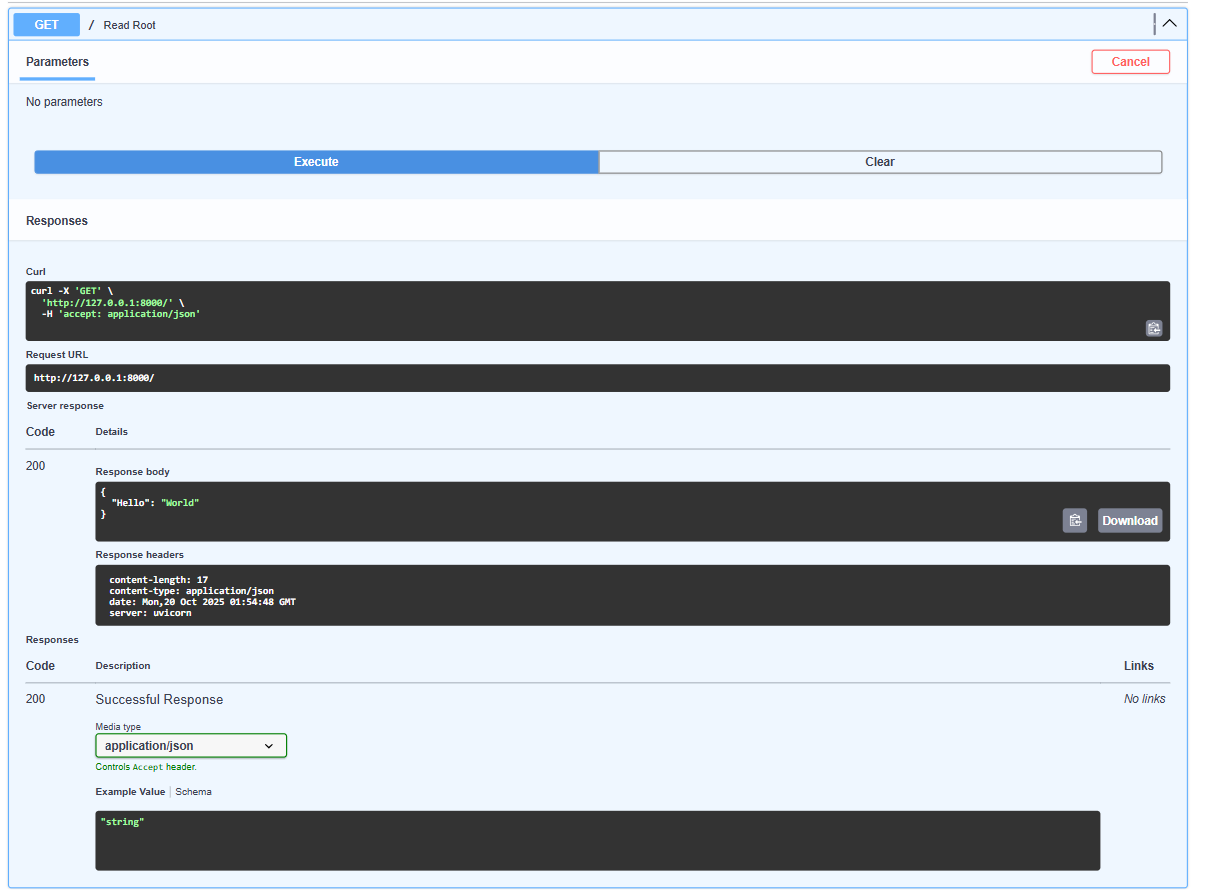 GET / Read Root
Parameters
Cancel
No parameters
Execute
Clear
Responses
Curl
curl -X 'GET' \
  'http://127.0.0.1:8000/' \
  -H 'accept: application/json'
Request URL
http://127.0.0.1:8000/
Server response
Code Details
200
Response body
{
  "Hello": "World"
}
Download
Response headers
content-length: 17
content-type: application/json
date: Mon,20 Oct 2025 01:54:48 GMT
server: uvicorn
Responses
Code Description Links
200 Successful Response No links
Media type
application/json
Controls Accept header.
Example Value | Schema
"string"